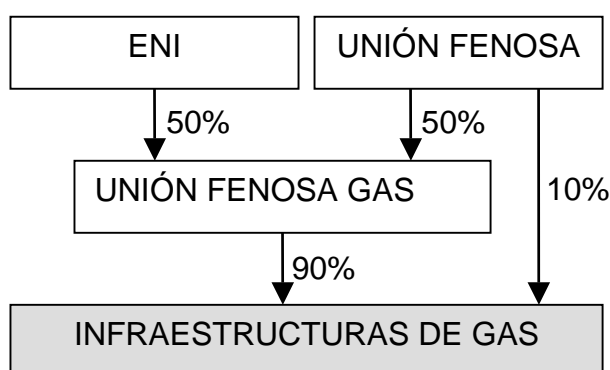 ENI
UNIÓN FENOSA
50%
50%
UNIÓN FENOSA GAS
10%
90%
INFRAESTRUCTURAS DE GAS